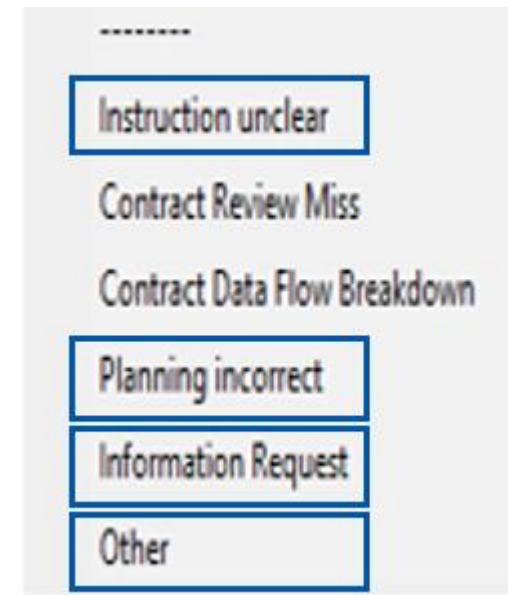 --------
Instruction unclear
Contract Review Miss
Contract Data Flow Breakdown
Planning incorrect
Information Request
Other